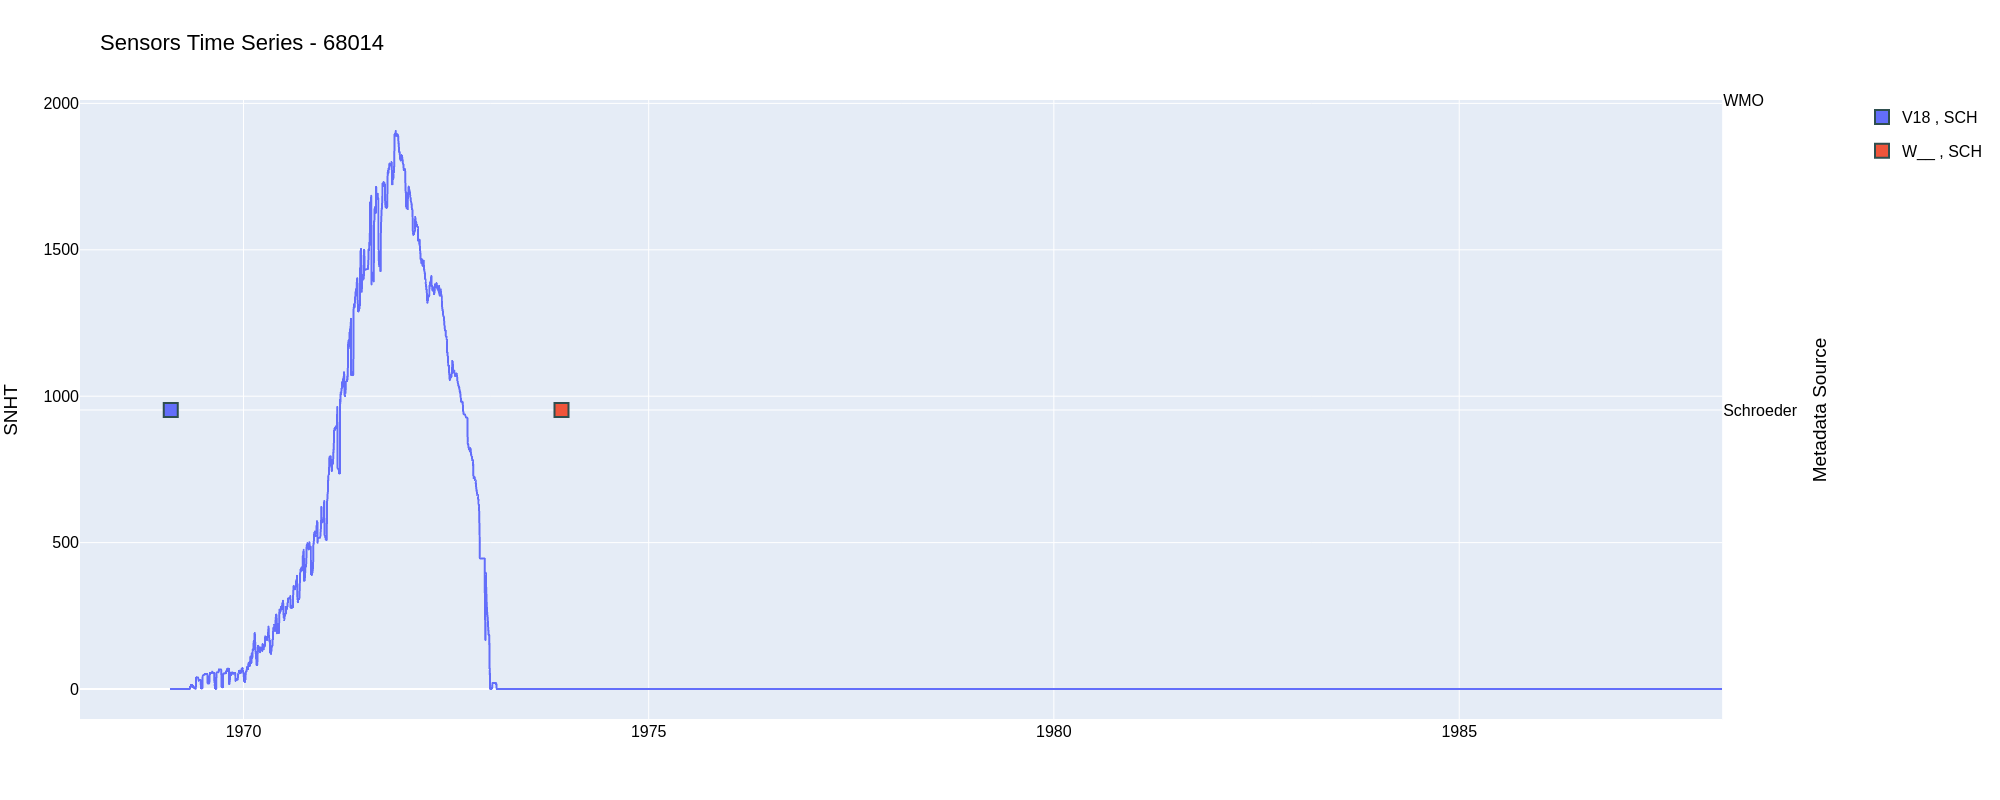 Sensors Time Series - 68014
2000
1500
1000
500
0
SNHT
1970
1975
1980
1985
WMO
Schroeder
Metadata Source
V18 , SCH
W__ , SCH